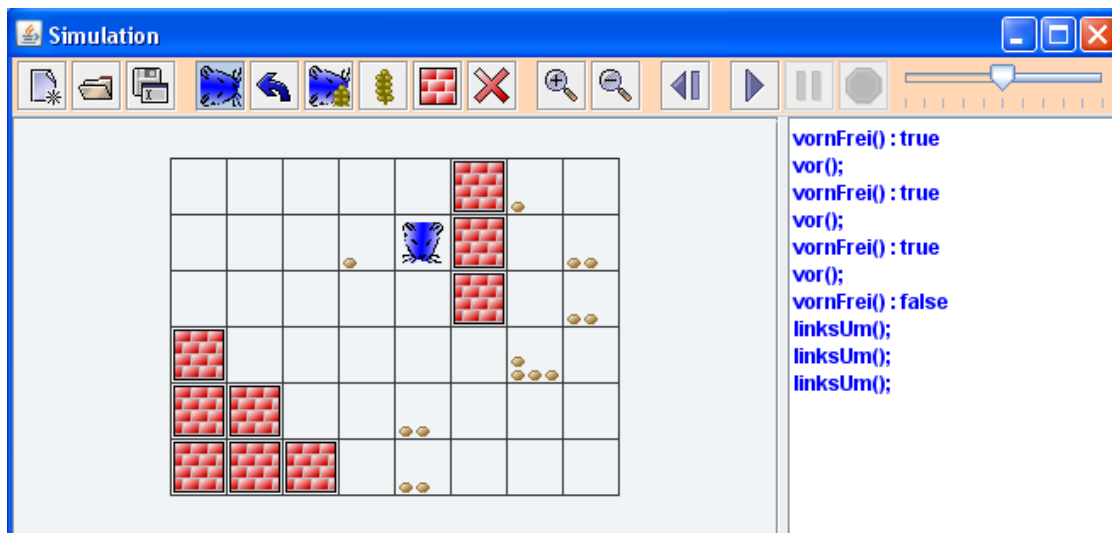 Simulation
vornFrei() : true
vor();
vornFrei() : true
vor();
vornFrei() : true
vor();
vornFrei() : false
linksUm();
linksUm();
linksUm();